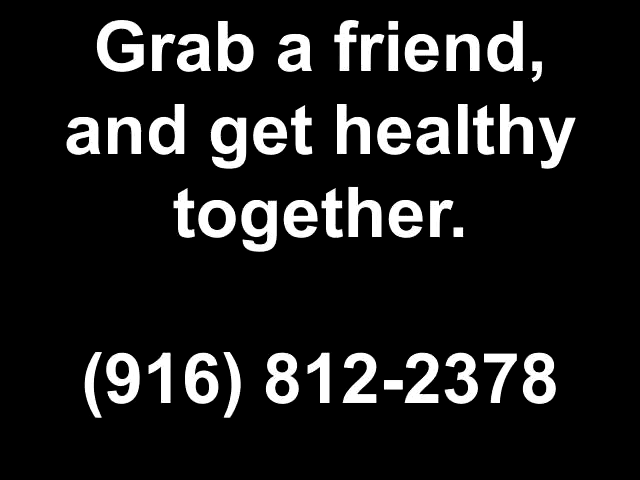 Grab a friend,
and get healthy
together.
(916) 812-2378